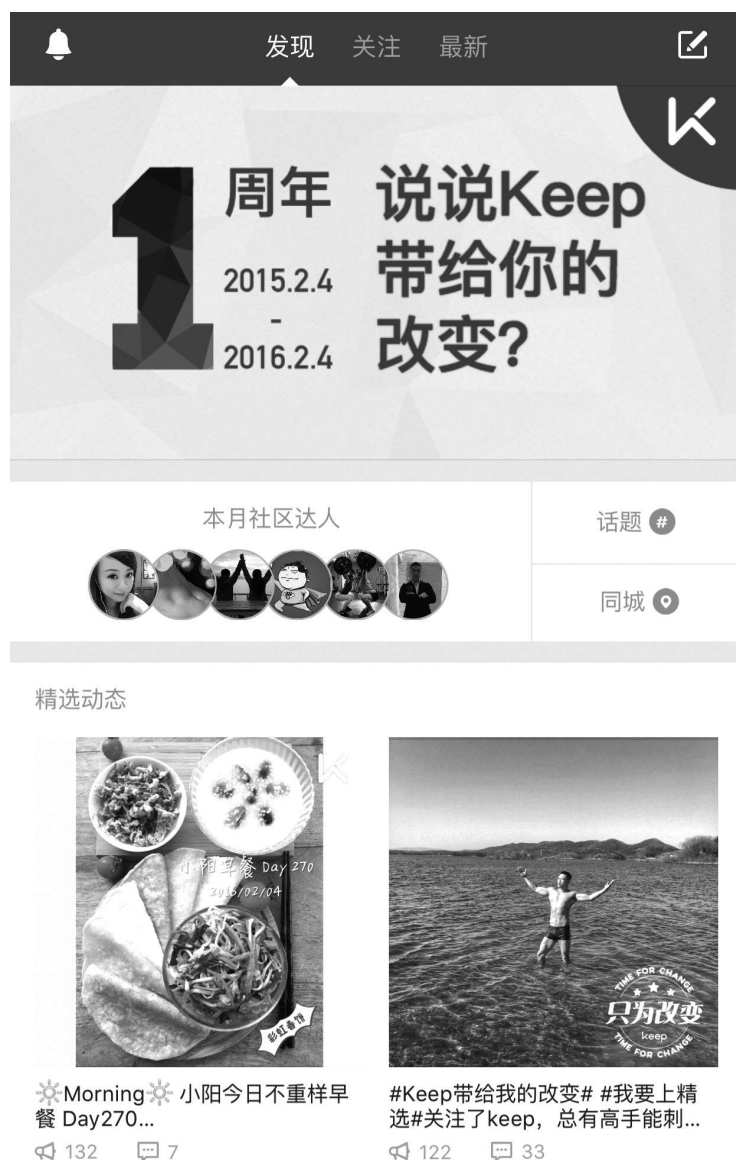 发现 关注 最新
1 周年
2015.2.4
-
2016.2.4
说说Keep
带给你的
改变?
本月社区达人
话题 #
同城
精选动态
小阳早餐 Day 270
2016/02/04
彩虹春饼
TIME FOR CHANGE
只为改变
keep
TIME FOR CHANGE
Morning 小阳今日不重样早
餐 Day270...
132 7
#Keep带给我的改变# #我要上精
选#关注了keep，总有高手能刺...
122 33